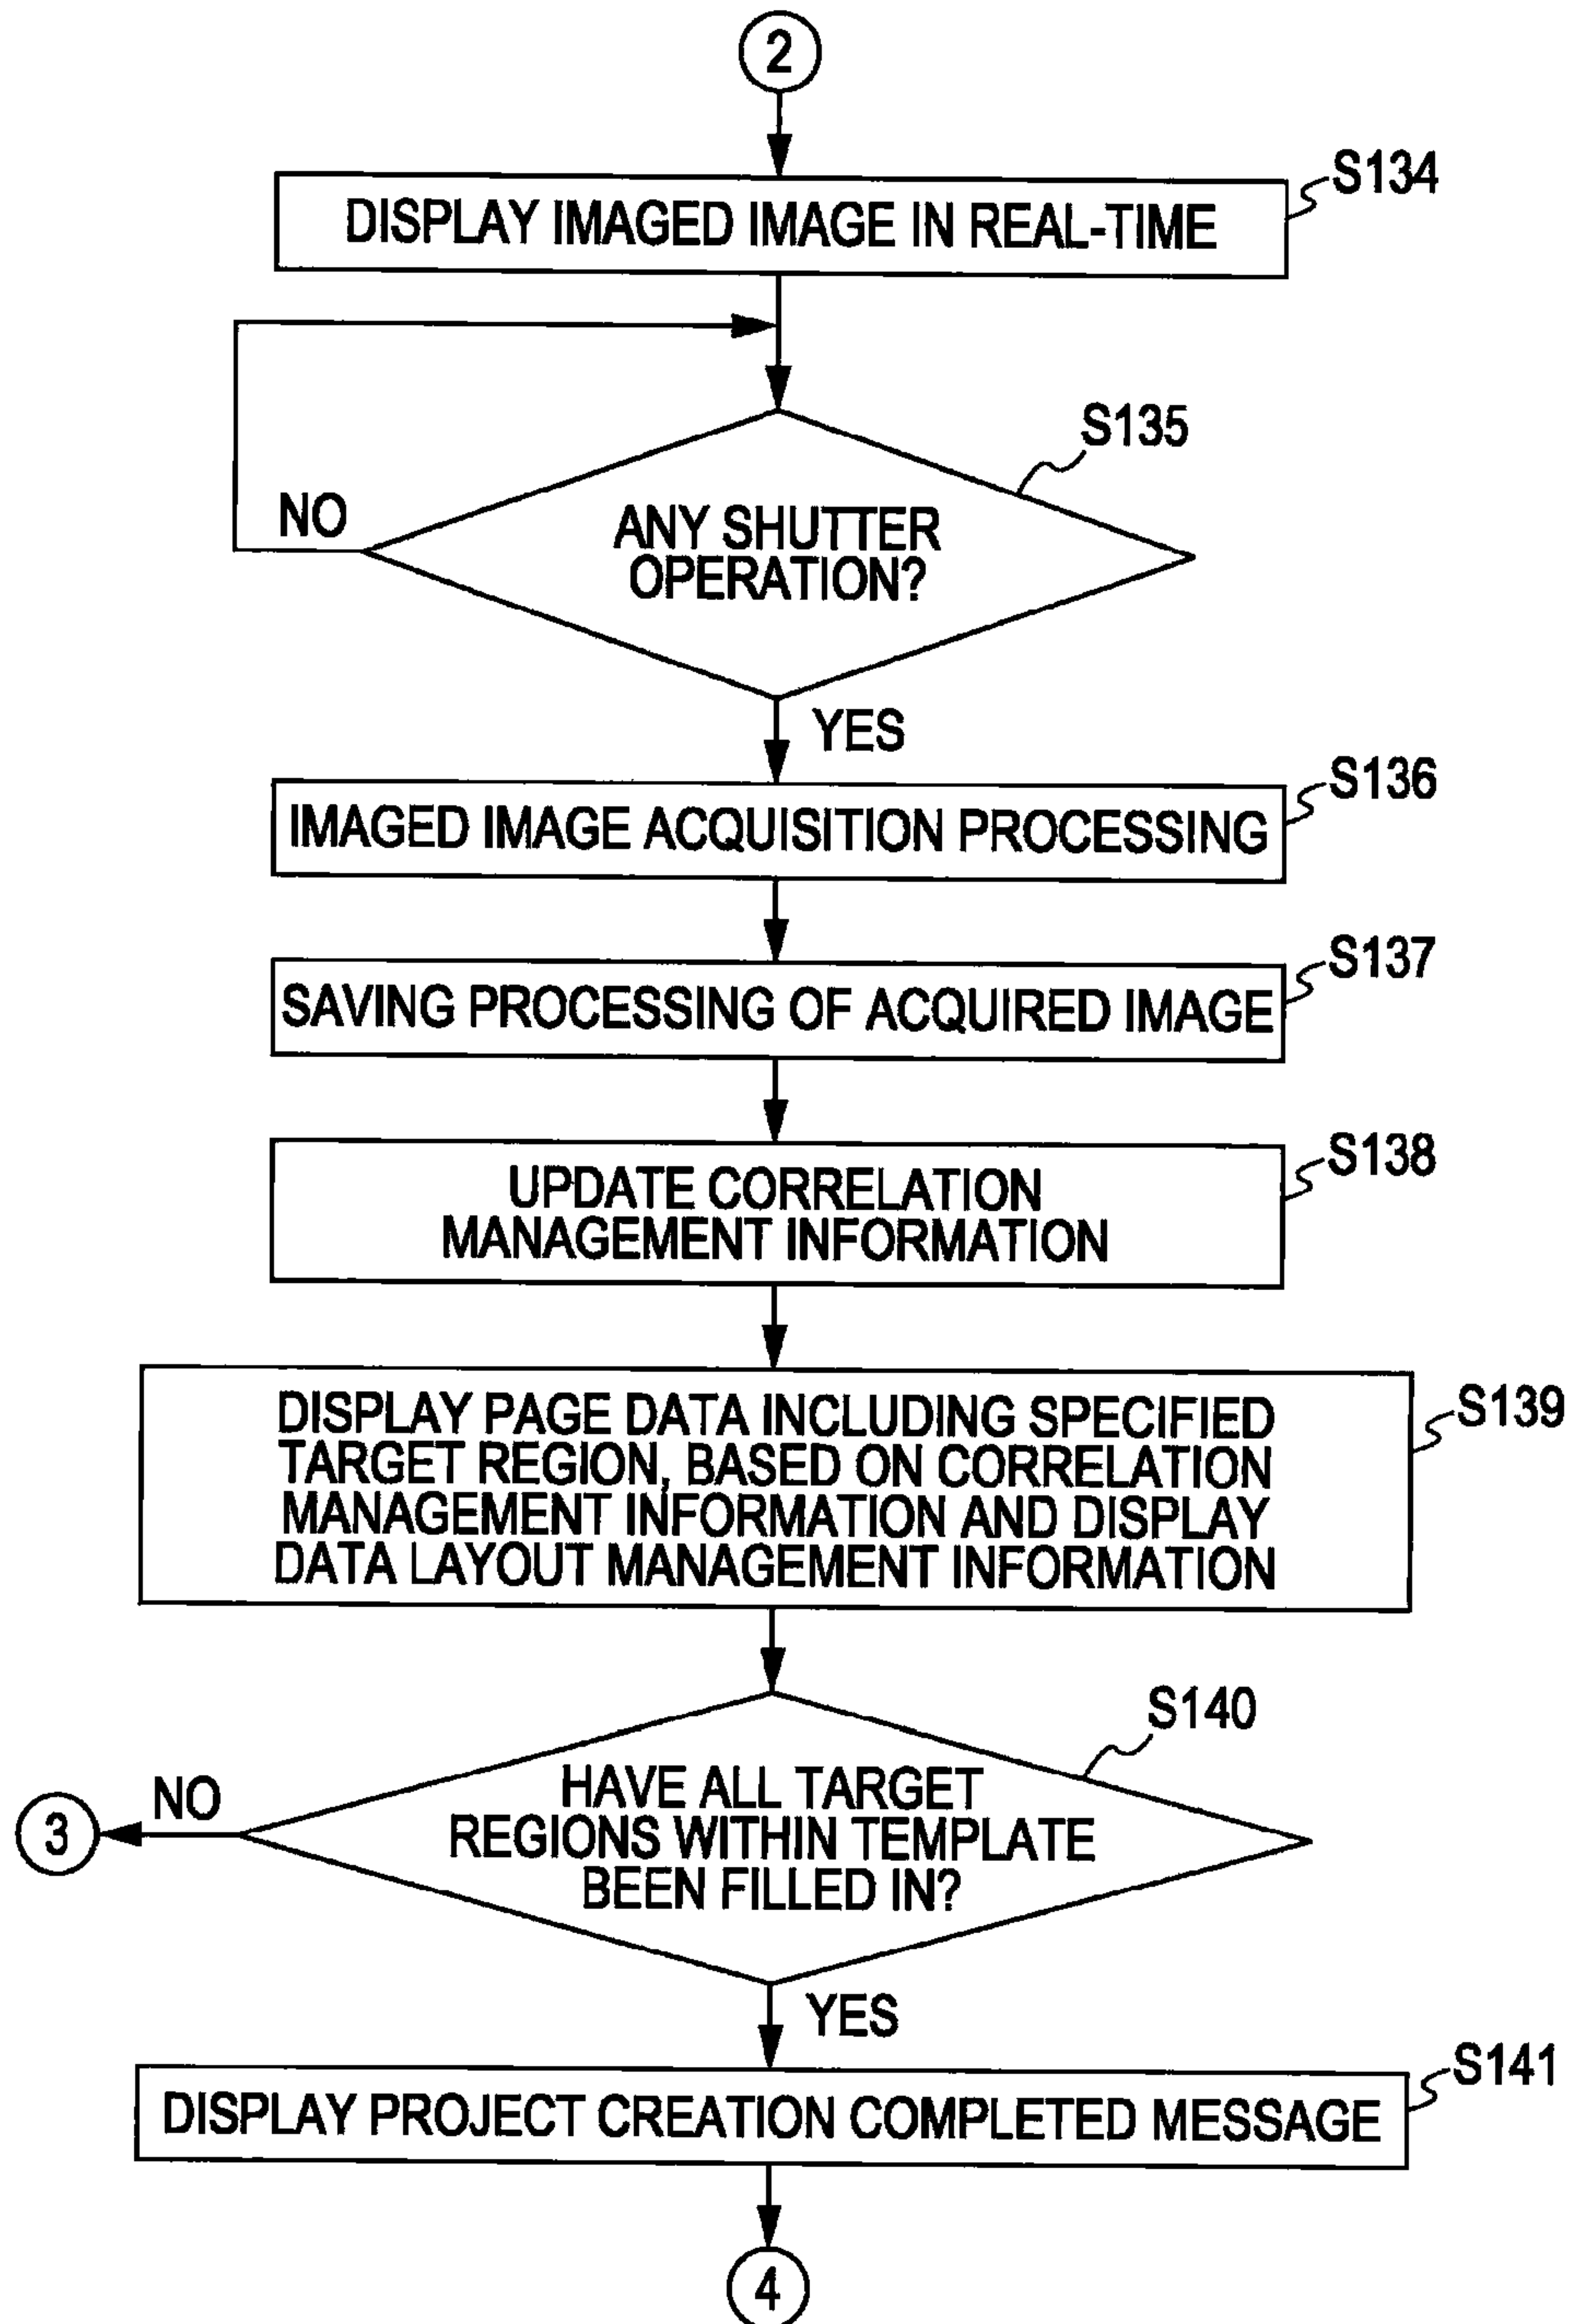 2
S134
DISPLAY IMAGED IMAGE IN REAL-TIME
S135
NO
ANY SHUTTER
OPERATION?
YES
S136
IMAGED IMAGE ACQUISITION PROCESSING
S137
SAVING PROCESSING OF ACQUIRED IMAGE
S138
UPDATE CORRELATION
MANAGEMENT INFORMATION
S139
DISPLAY PAGE DATA INCLUDING SPECIFIED
TARGET REGION, BASED ON CORRELATION
MANAGEMENT INFORMATION AND DISPLAY
DATA LAYOUT MANAGEMENT INFORMATION
S140
3
NO
HAVE ALL TARGET
REGIONS WITHIN TEMPLATE
BEEN FILLED IN?
YES
S141
DISPLAY PROJECT CREATION COMPLETED MESSAGE
4